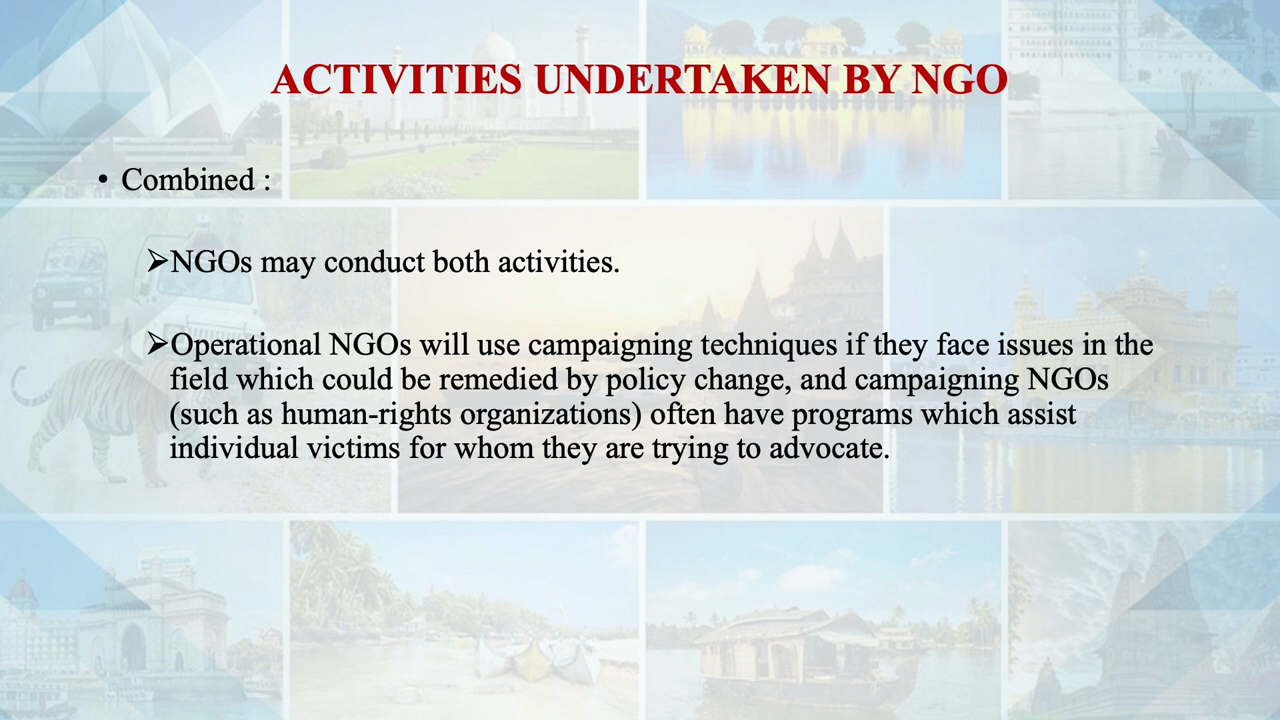 ACTIVITIES UNDERTAKEN BY NGO
• Combined :
➢NGOs may conduct both activities.
➢Operational NGOs will use campaigning techniques if they face issues in the
field which could be remedied by policy change, and campaigning NGOs
(such as human-rights organizations) often have programs which assist
individual victims for whom they are trying to advocate.